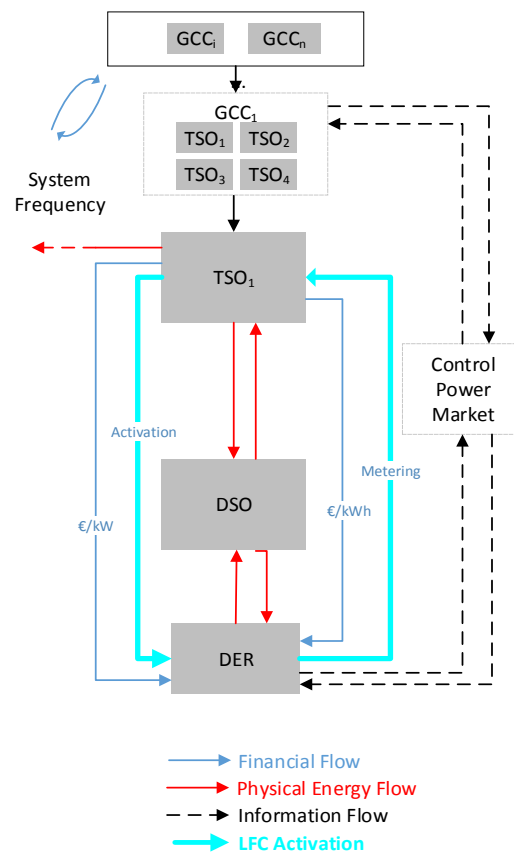 GCCi GCCn
..
GCC1
TSO1 TSO2
TSO3 TSO4
System
Frequency
TSO1
Control
Power
Market
Activation
Metering
DSO
€/kW
€/kWh
DER
Financial Flow
Physical Energy Flow
Information Flow
LFC Activation